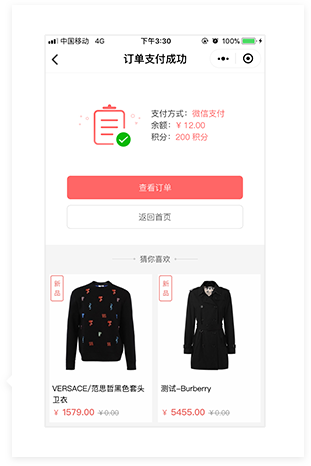 中国移动 4G 下午3:30 100%
订单支付成功
支付方式：微信支付
余额：¥ 12.00
积分：200 积分
查看订单
返回首页
猜你喜欢
新品
新品
VERSACE/范思哲黑色套头卫衣
¥ 1579.00 ¥0.00
测试-Burberry
¥ 5455.00 ¥0.00